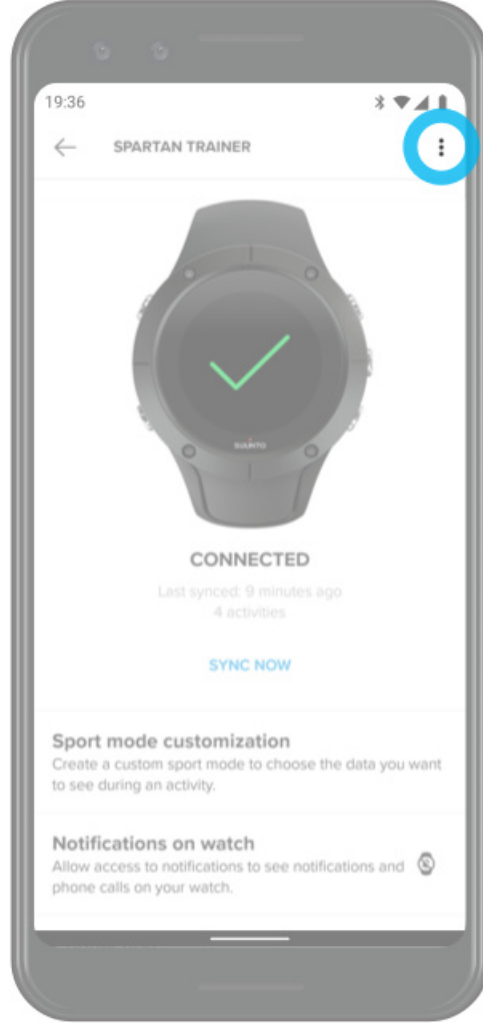 19:36
SPARTAN TRAINER
SUUNTO
CONNECTED
Last synced: 9 minutes ago
4 activities
SYNC NOW
Sport mode customization
Create a custom sport mode to choose the data you want
to see during an activity.
Notifications on watch
Allow access to notifications to see notifications and
phone calls on your watch.